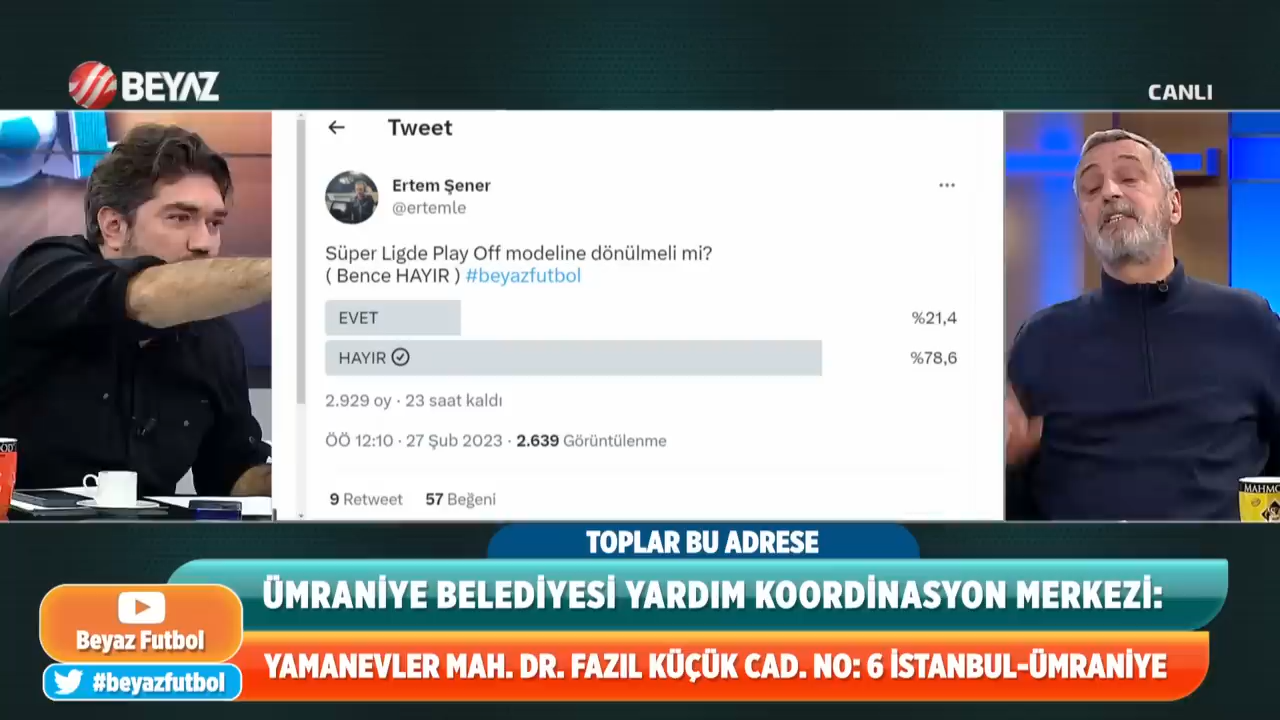 BEYAZ
CANLI
Tweet
Ertem Şener
@ertemle
Süper Ligde Play Off modeline dönülmeli mi?
( Bence HAYIR ) #beyazfutbol
EVET %21,4
HAYIR %78,6
2.929 oy · 23 saat kaldı
ÖÖ 12:10 · 27 Şub 2023 · 2.639 Görüntülenme
9 Retweet 57 Beğeni
TOPLAR BU ADRESE
ÜMRANİYE BELEDİYESİ YARDIM KOORDİNASYON MERKEZİ:
Beyaz Futbol
YAMANEVLER MAH. DR. FAZIL KÜÇÜK CAD. NO: 6 İSTANBUL-ÜMRANİYE
#beyazfutbol